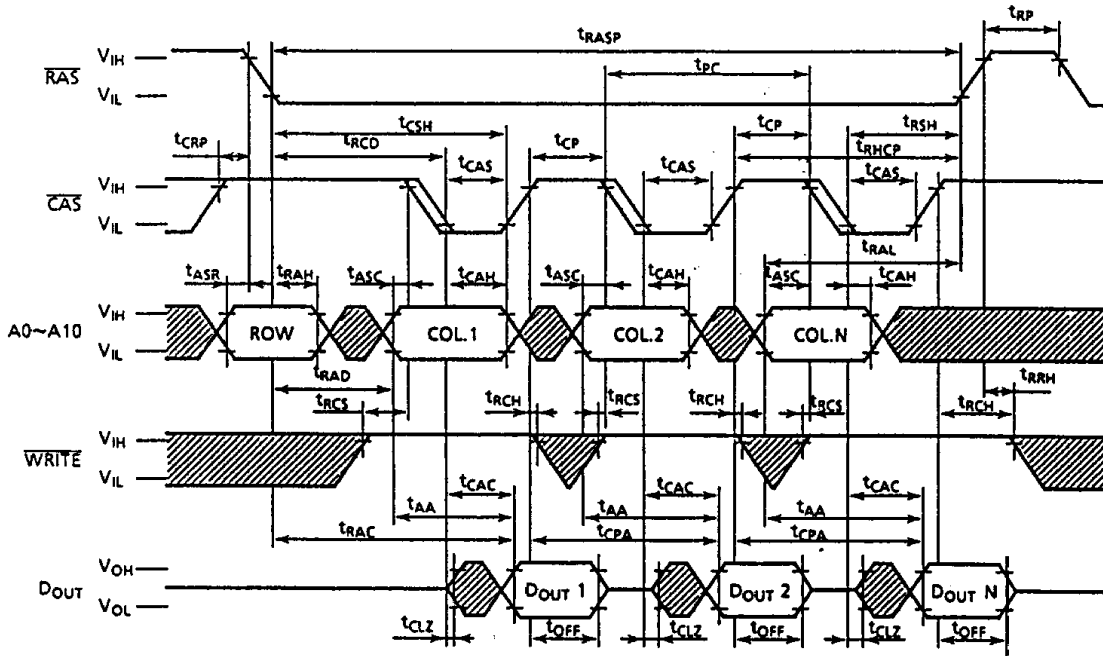 tRP
tRASP
VIH
RAS
VIL
tPC
tCSH
tRCD
tCRP
tCP
tCP
tRSH
tRHCP
tCAS
tCAS
tCAS
VIH
CAS
VIL
tRAL
tASR
tRAH
tASC
tCAH
tASC
tCAH
tASC
tCAH
VIH
A0~A10
VIL
ROW
COL.1
COL.2
COL.N
tRAD
tRRH
tRCS
tRCH
tRCS
tRCH
tRCS
tRCH
VIH
WRITE
VIL
tCAC
tCAC
tCAC
tAA
tAA
tAA
tRAC
tCPA
tCPA
VOH
DOUT
VOL
DOUT 1
DOUT 2
DOUT N
tCLZ
tOFF
tCLZ
tOFF
tCLZ
tOFF